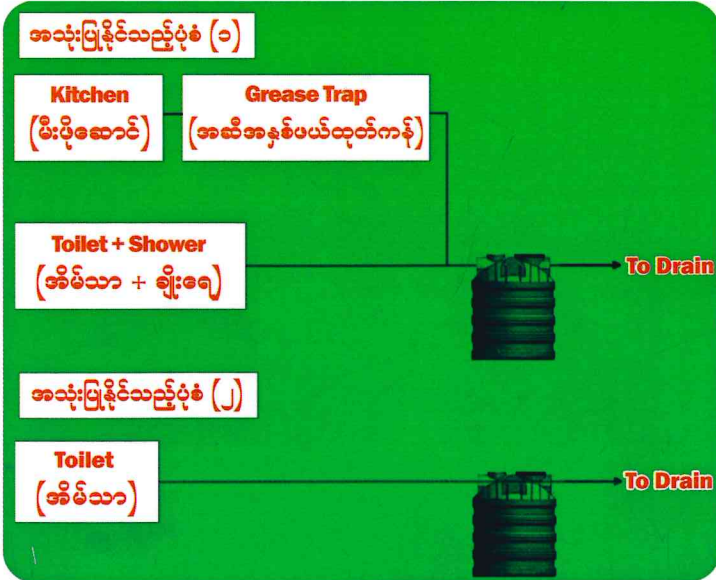 အသုံးပြုနိုင်သည့်ပုံစံ (၁)
Kitchen
(မီးဖိုဆောင်)
Grease Trap
(အဆီအနှစ်ဖယ်ထုတ်ကန်)
Toilet + Shower
(အိမ်သာ + ချိုးရေ)
To Drain
အသုံးပြုနိုင်သည့်ပုံစံ (၂)
Toilet
(အိမ်သာ)
To Drain